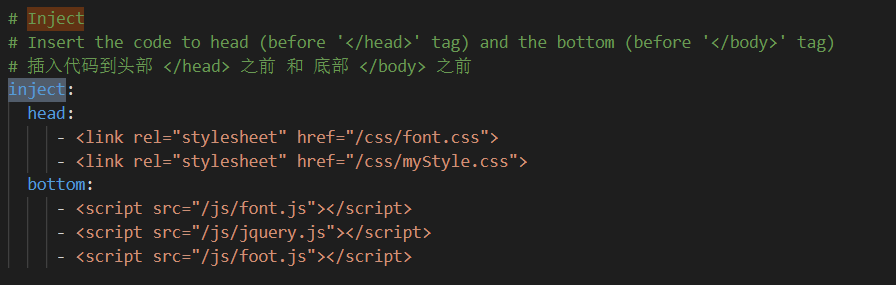 # Inject
# Insert the code to head (before '</head>' tag) and the bottom (before '</body>' tag)
# 插入代码到头部 </head> 之前 和 底部 </body> 之前
inject:
  head:
    - <link rel="stylesheet" href="/css/font.css">
    - <link rel="stylesheet" href="/css/myStyle.css">
  bottom:
    - <script src="/js/font.js"></script>
    - <script src="/js/jquery.js"></script>
    - <script src="/js/foot.js"></script>